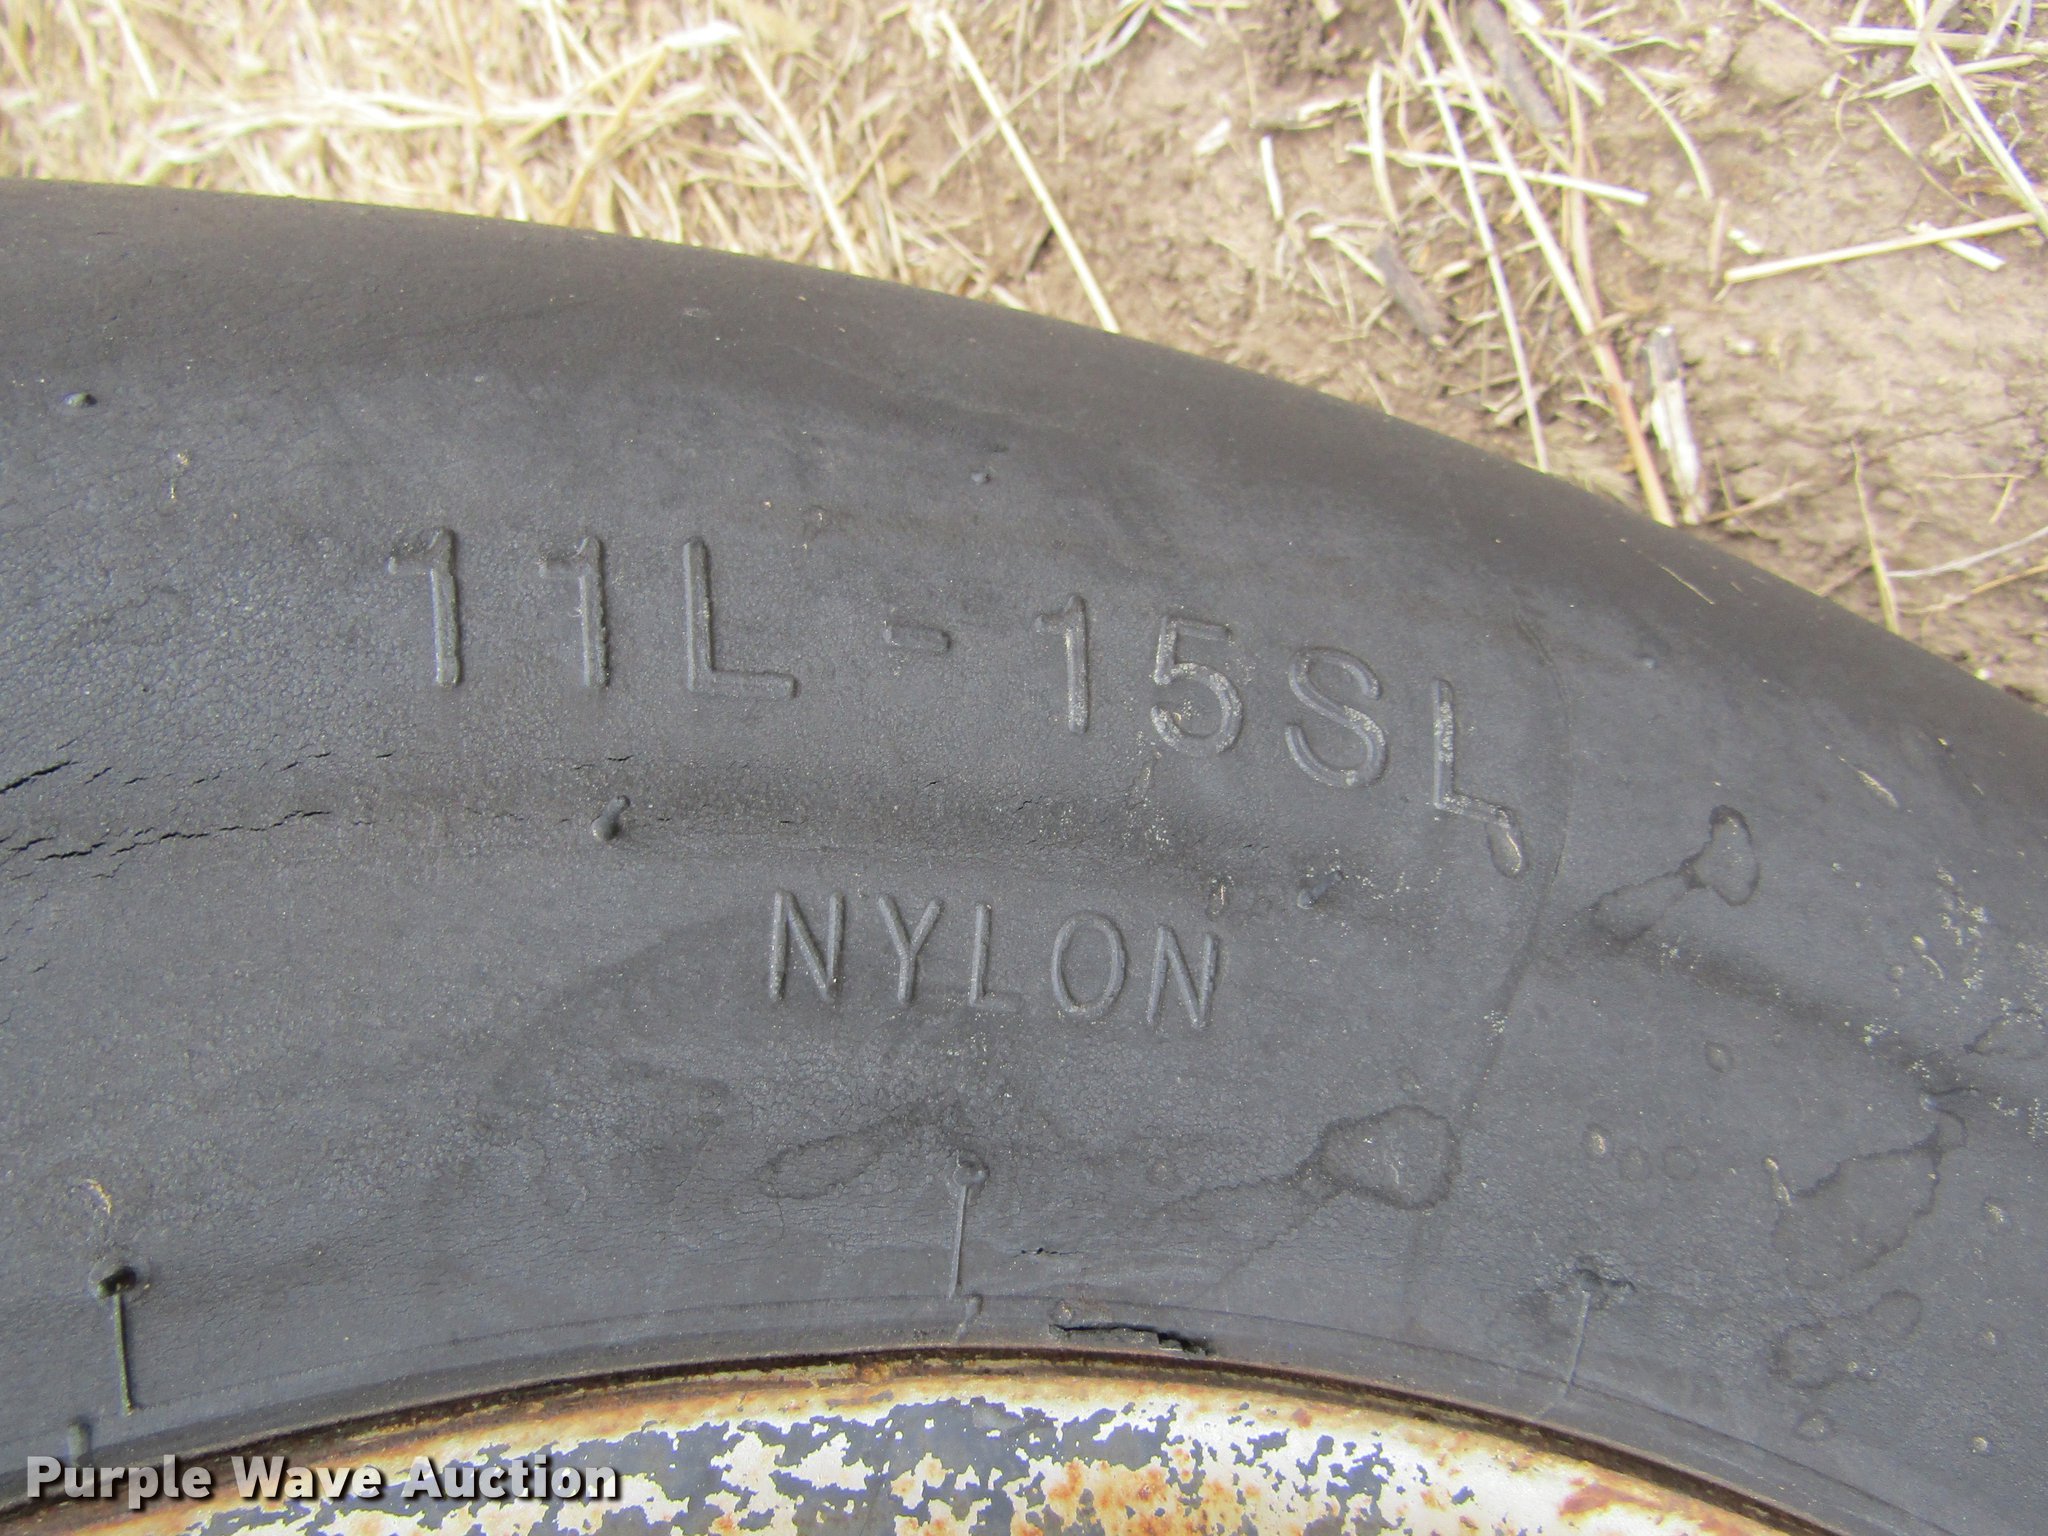 11L-15SL
NYLON
Purple Wave Auction